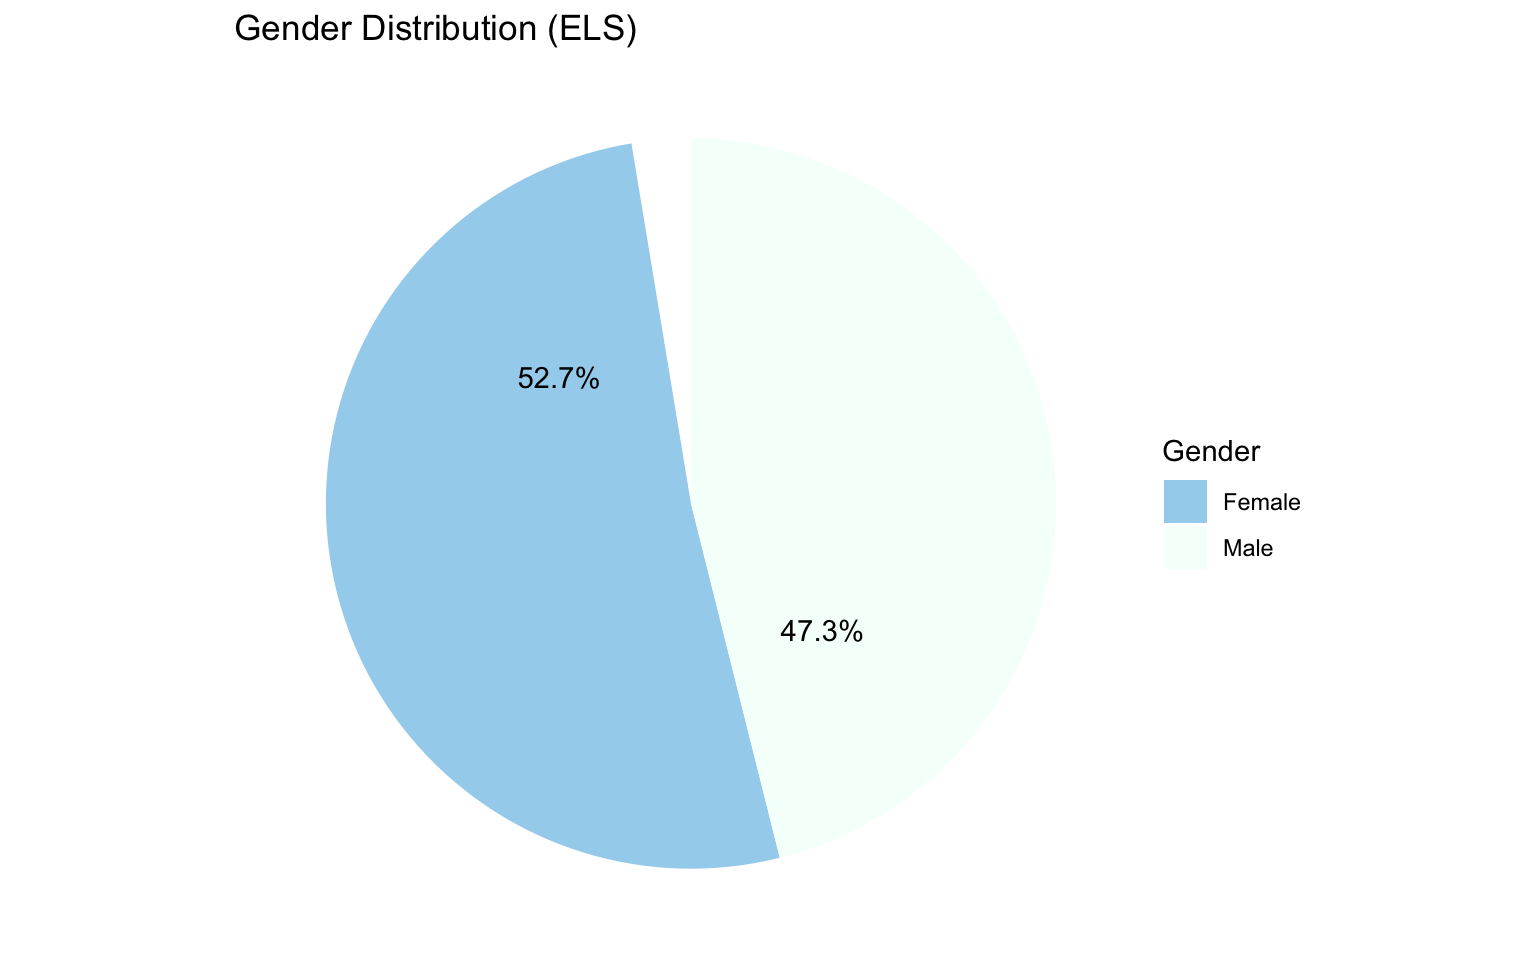 Gender Distribution (ELS)
52.7%
47.3%
Gender
Female
Male